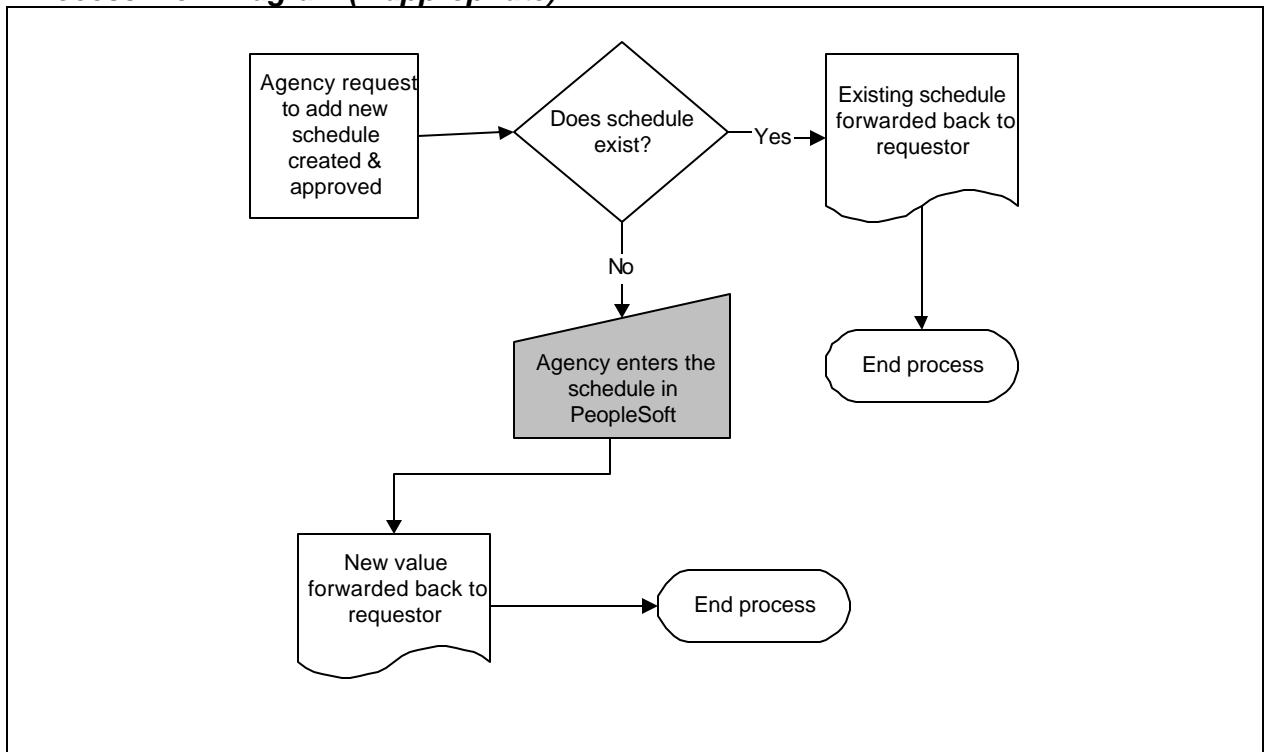 Process Flow Diagram (if appropriate)
Agency request
to add new
schedule
created &
approved
Does schedule
exist?
Yes
Existing schedule
forwarded back to
requestor
No
End process
Agency enters the
schedule in
PeopleSoft
New value
forwarded back to
requestor
End process